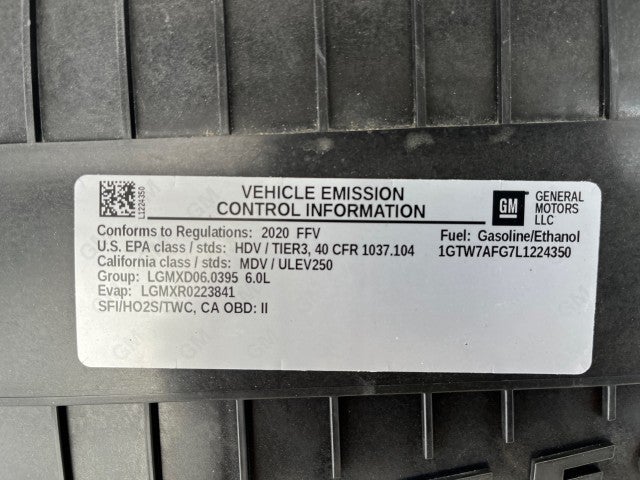 VEHICLE EMISSION
CONTROL INFORMATION
L1224350
GM
GENERAL
MOTORS
LLC
Conforms to Regulations: 2020 FFV
Fuel: Gasoline/Ethanol
U.S. EPA class / stds: HDV / TIER3, 40 CFR 1037.104
1GTW7AFG7L1224350
California class / stds: MDV / ULEV250
Group: LGMXD06.0395 6.0L
Evap: LGMXR0223841
SFI/HO2S/TWC, CA OBD: II